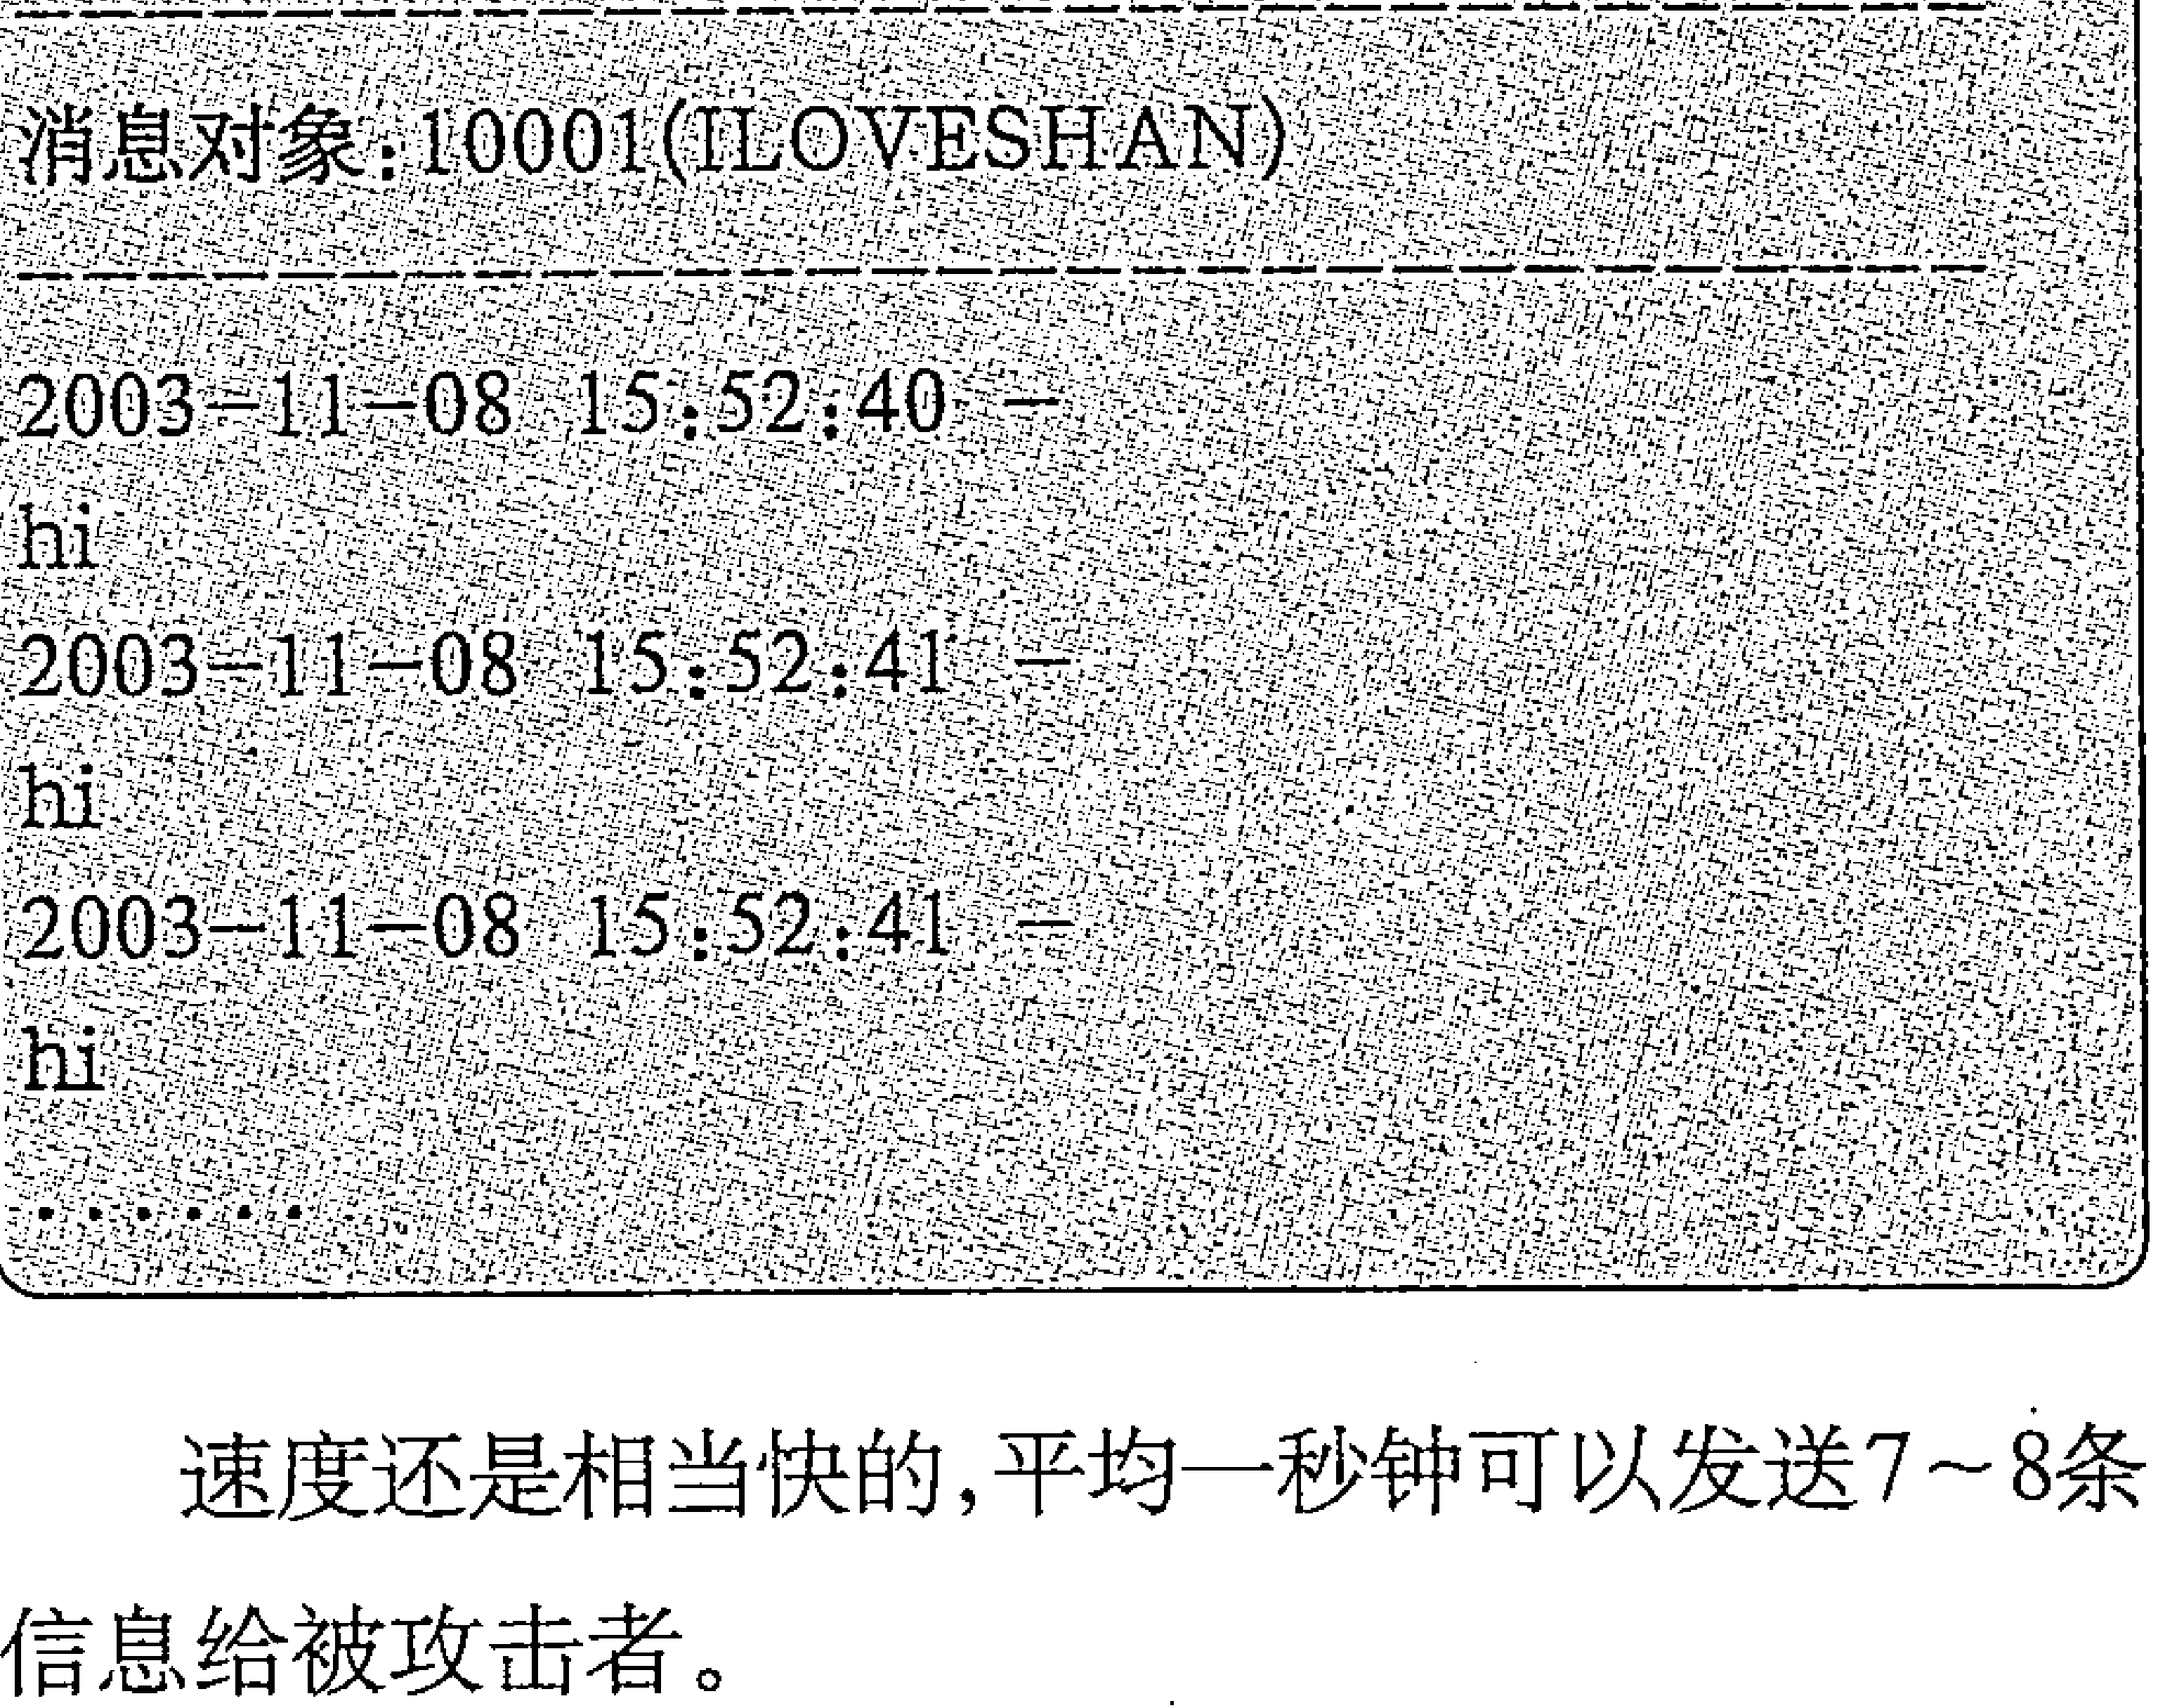 消息对象:10001(ILOVESHAN)
2003-11-08 15:52:40 -
hi
2003-11-08 15:52:41 -
hi
2003-11-08 15:52:41 -
hi
......
速度还是相当快的,平均一秒钟可以发送7~8条
信息给被攻击者。